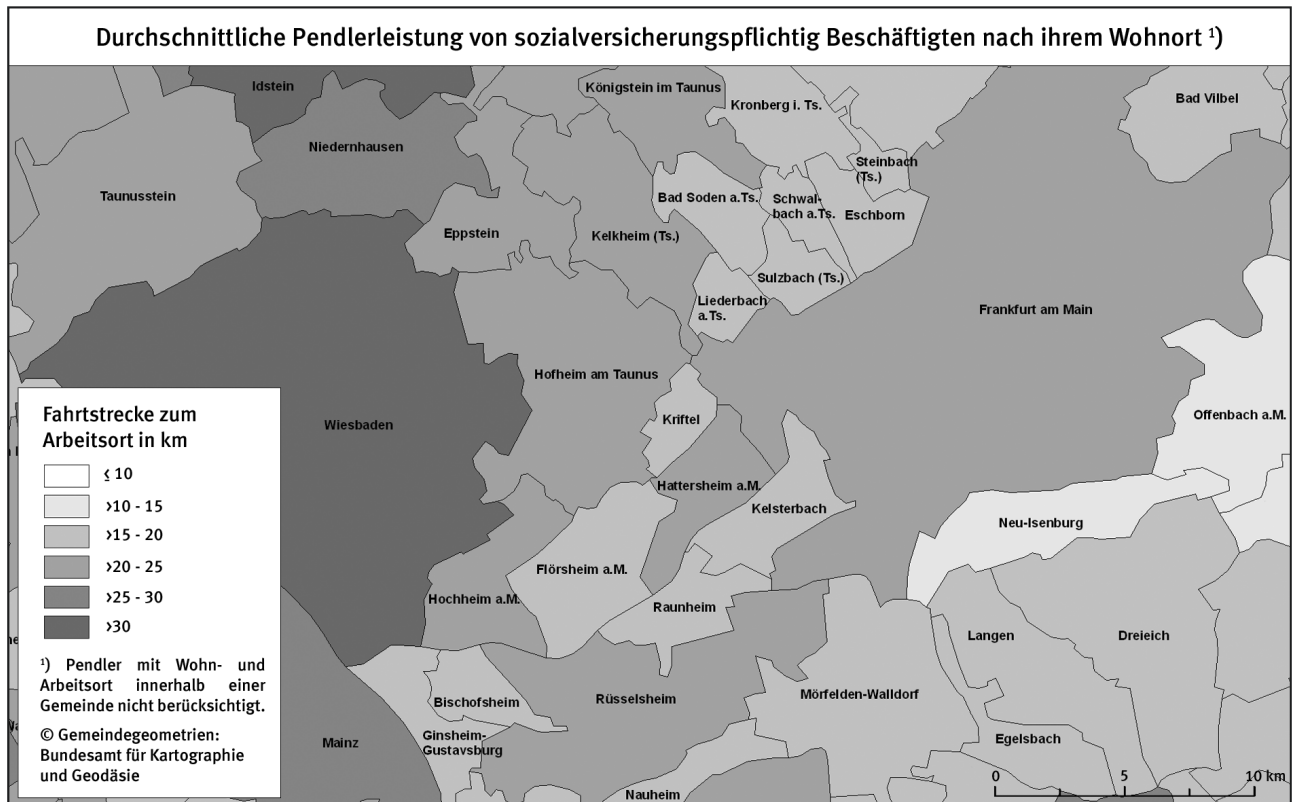 Durchschnittliche Pendlerleistung von sozialversicherungspflichtig Beschäftigten nach ihrem Wohnort ¹)
Idstein
Königstein im Taunus
Kronberg i. Ts.
Bad Vilbel
Niedernhausen
Steinbach
(Ts.)
Taunusstein
Bad Soden a.Ts.
Schwal-
bach a.Ts.
Eschborn
Eppstein
Kelkheim (Ts.)
Sulzbach (Ts.)
Liederbach
a.Ts.
Frankfurt am Main
Hofheim am Taunus
Kriftel
Offenbach a.M.
Wiesbaden
Hattersheim a.M.
Kelsterbach
Neu-Isenburg
Flörsheim a.M.
Hochheim a.M.
Raunheim
Langen
Dreieich
Rüsselsheim
Mörfelden-Walldorf
Bischofsheim
Ginsheim-
Gustavsburg
Mainz
Egelsbach
Nauheim
Fahrtstrecke zum
Arbeitsort in km
≤ 10
>10 - 15
>15 - 20
>20 - 25
>25 - 30
>30
¹) Pendler mit Wohn- und
Arbeitsort innerhalb einer
Gemeinde nicht berücksichtigt.
© Gemeindegeometrien:
Bundesamt für Kartographie
und Geodäsie
0 5 10 km